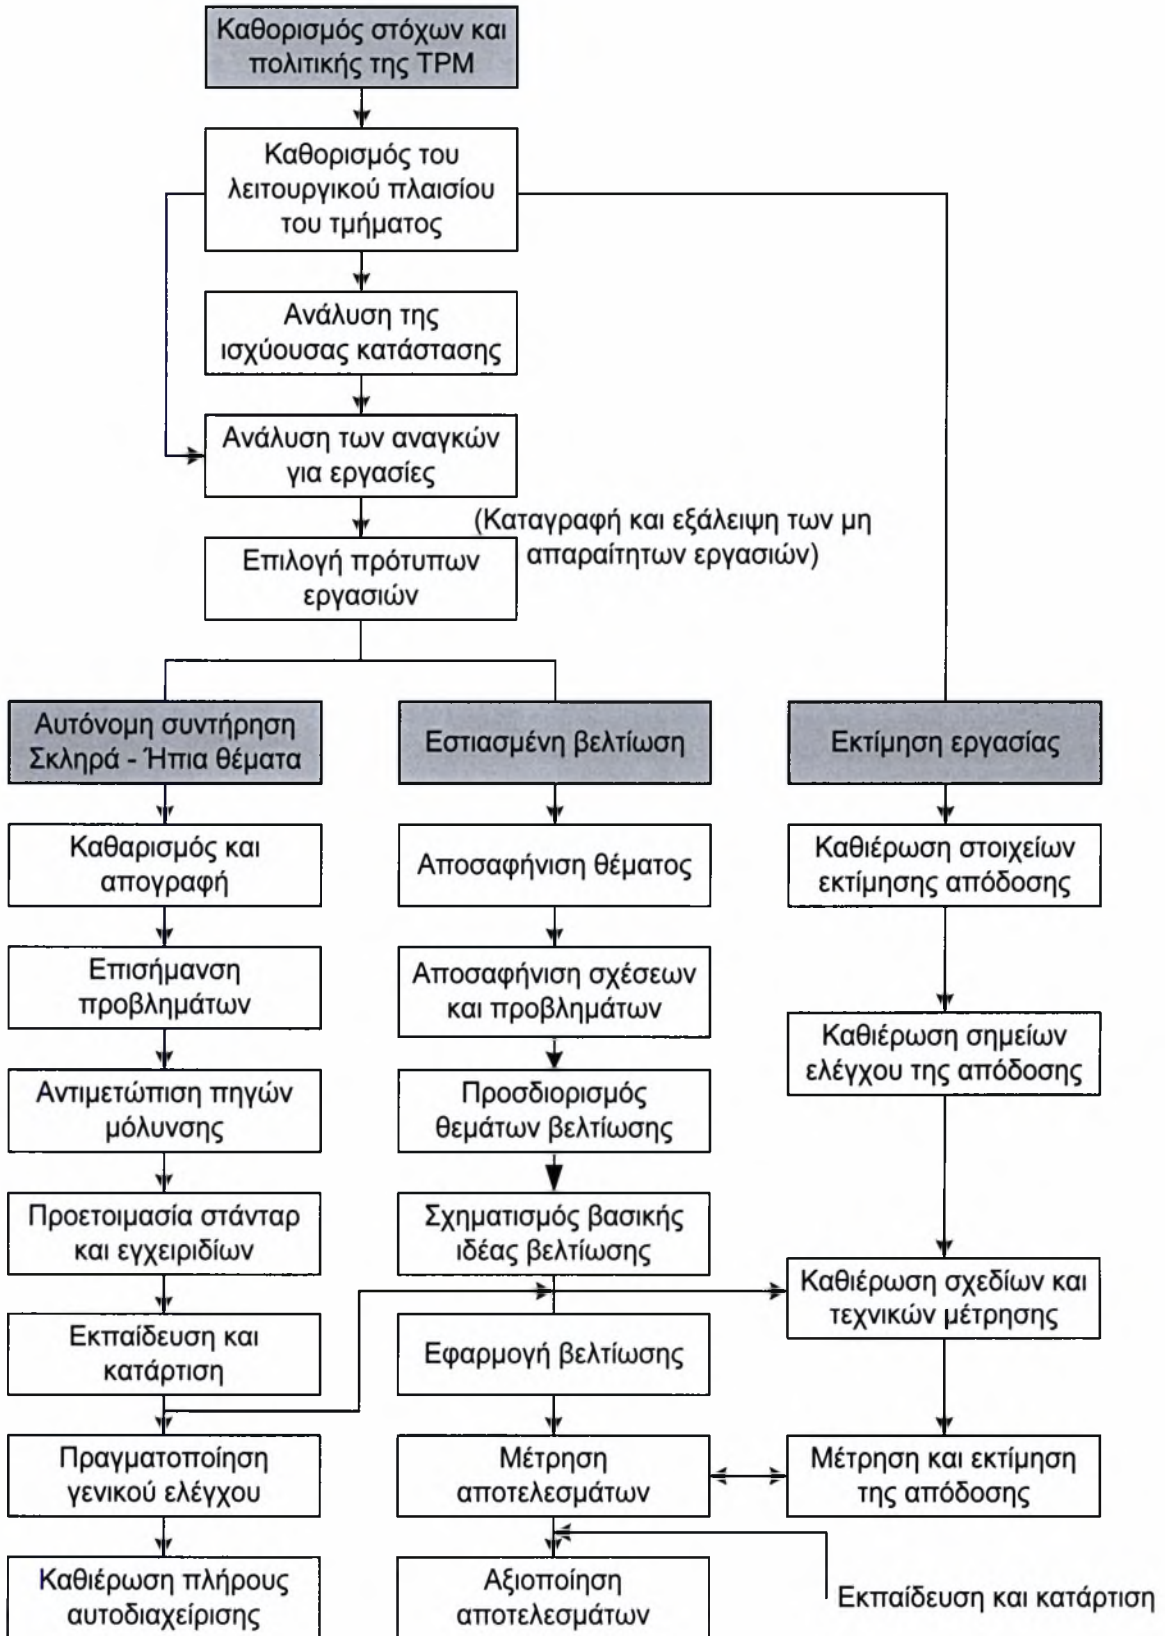 Καθορισμός στόχων και
πολιτικής της TPM
Καθορισμός του
λειτουργικού πλαισίου
του τμήματος
Ανάλυση της
ισχύουσας κατάστασης
Ανάλυση των αναγκών
για εργασίες
(Καταγραφή και εξάλειψη των μη
απαραίτητων εργασιών)
Επιλογή πρότυπων
εργασιών
Αυτόνομη συντήρηση
Σκληρά - Ήπια θέματα
Καθαρισμός και
απογραφή
Επισήμανση
προβλημάτων
Αντιμετώπιση πηγών
μόλυνσης
Προετοιμασία στάνταρ
και εγχειριδίων
Εκπαίδευση και
κατάρτιση
Πραγματοποίηση
γενικού ελέγχου
Καθιέρωση πλήρους
αυτοδιαχείρισης
Εστιασμένη βελτίωση
Αποσαφήνιση θέματος
Αποσαφήνιση σχέσεων
και προβλημάτων
Προσδιορισμός
θεμάτων βελτίωσης
Σχηματισμός βασικής
ιδέας βελτίωσης
Εφαρμογή βελτίωσης
Μέτρηση
αποτελεσμάτων
Αξιοποίηση
αποτελεσμάτων
Εκτίμηση εργασίας
Καθιέρωση στοιχείων
εκτίμησης απόδοσης
Καθιέρωση σημείων
ελέγχου της απόδοσης
Καθιέρωση σχεδίων και
τεχνικών μέτρησης
Μέτρηση και εκτίμηση
της απόδοσης
Εκπαίδευση και κατάρτιση